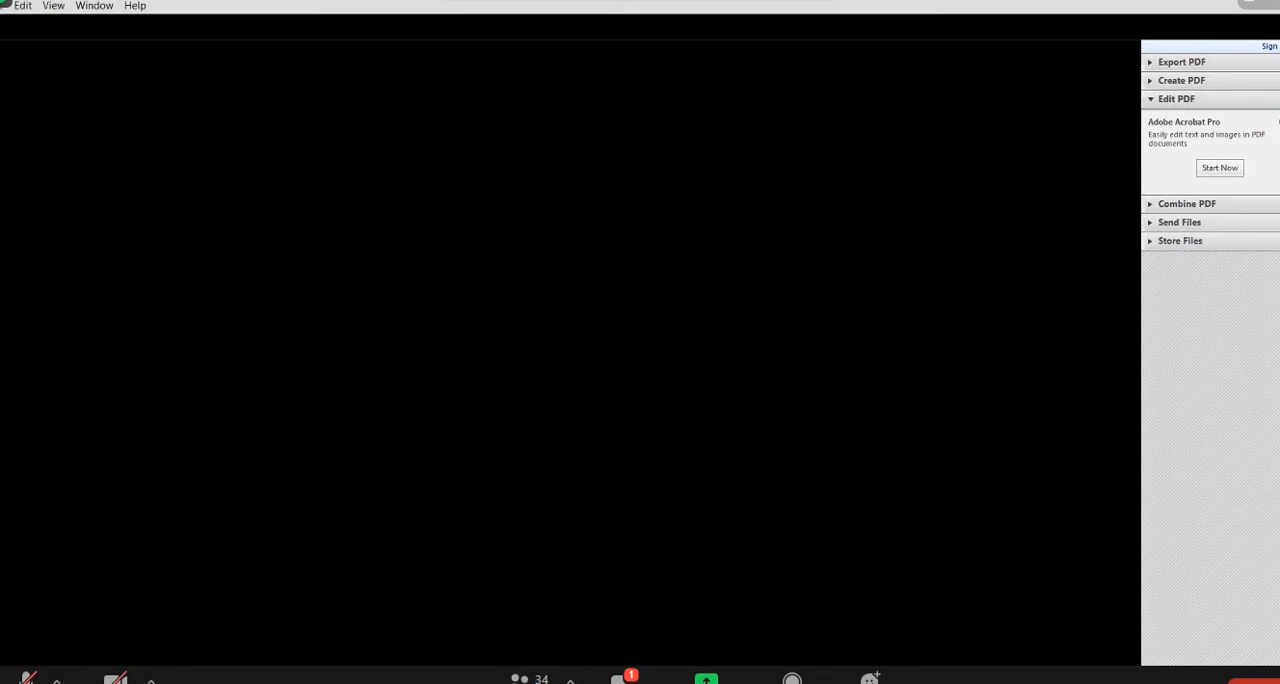 Edit View Window Help
Sign
Export PDF
Create PDF
Edit PDF
Adobe Acrobat Pro
Easily edit text and images in PDF
documents
Start Now
Combine PDF
Send Files
Store Files
34
1